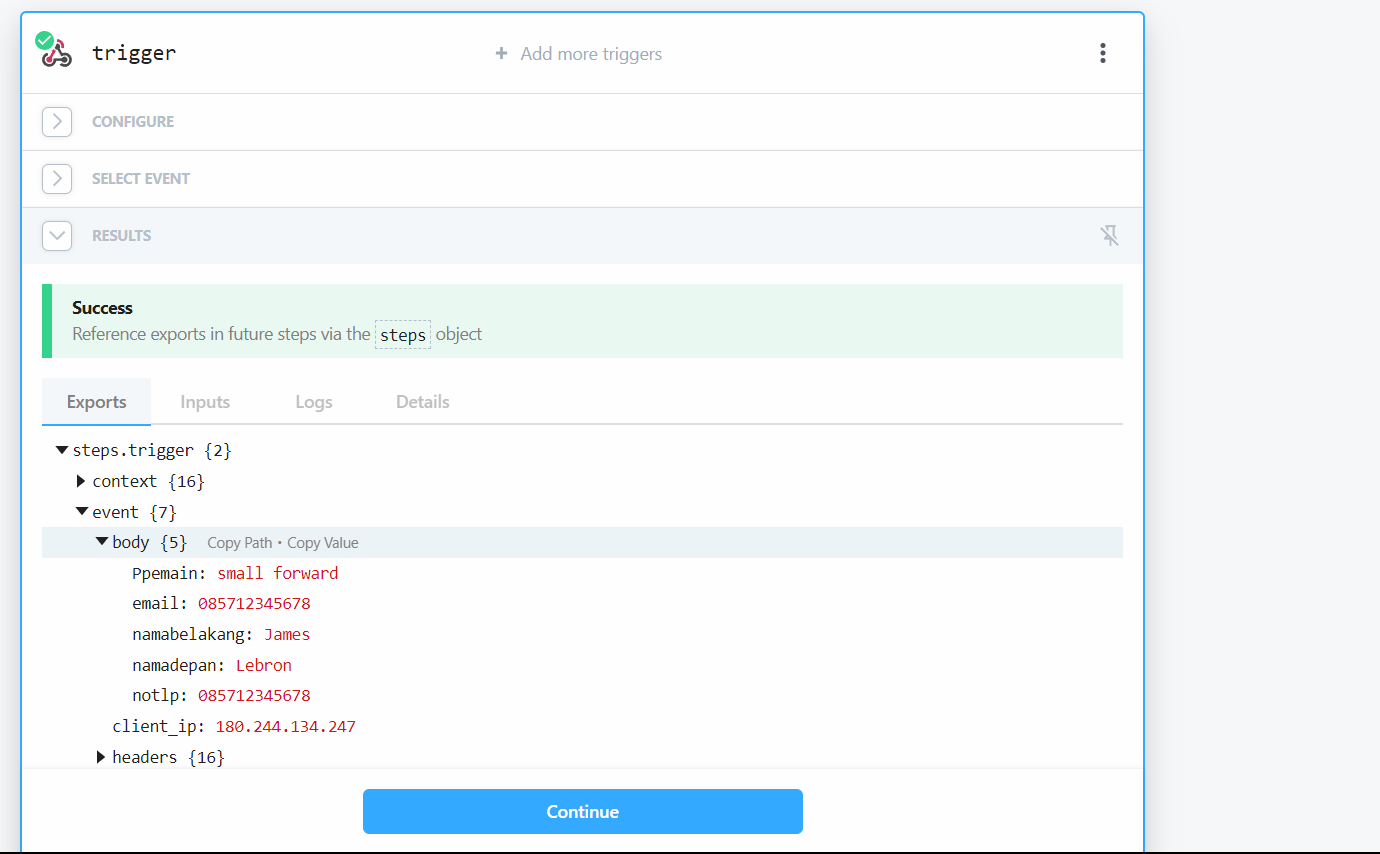 trigger
+ Add more triggers
CONFIGURE
SELECT EVENT
RESULTS
Success
Reference exports in future steps via the steps object
Exports Inputs Logs Details
steps.trigger {2}
context {16}
event {7}
body {5} Copy Path • Copy Value
Ppemain: small forward
email: 085712345678
namabelakang: James
namadepan: Lebron
notlp: 085712345678
client_ip: 180.244.134.247
headers {16}
Continue